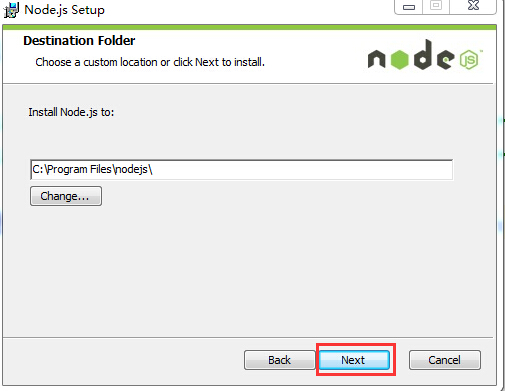 Node.js Setup
Destination Folder
Choose a custom location or click Next to install.
node JS
Install Node.js to:
C:\Program Files\nodejs\
Change...
Back Next Cancel